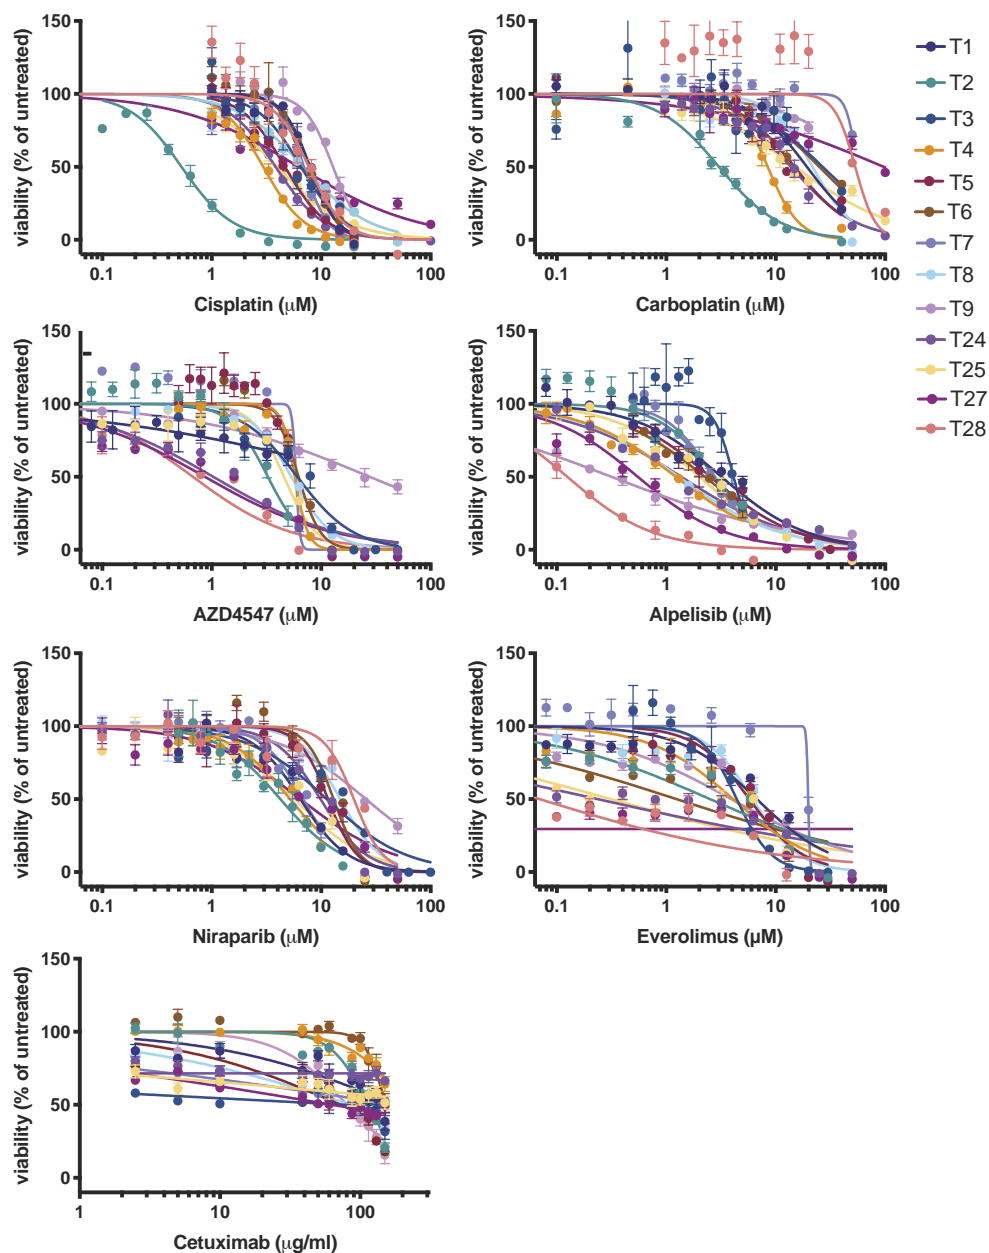 150
100
50
0
viability (% of untreated)
0.1 1 10 100
Cisplatin (μM)
150
100
50
0
viability (% of untreated)
0.1 1 10 100
Carboplatin (μM)
T1
T2
T3
T4
T5
T6
T7
T8
T9
T24
T25
T27
T28
150
100
50
0
viability (% of untreated)
0.1 1 10 100
AZD4547 (μM)
150
100
50
0
viability (% of untreated)
0.1 1 10 100
Alpelisib (μM)
150
100
50
0
viability (% of untreated)
0.1 1 10 100
Niraparib (μM)
150
100
50
0
viability (% of untreated)
0.1 1 10 100
Everolimus (µM)
150
100
50
0
viability (% of untreated)
1 10 100
Cetuximab (μg/ml)